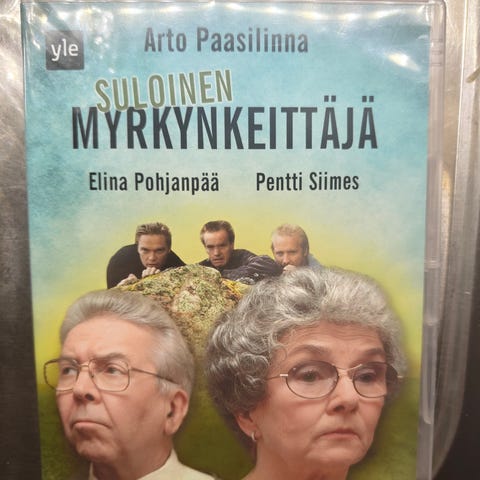 yle
Arto Paasilinna
SULOINEN
MYRKYNKEITTÄJÄ
Elina Pohjanpää Pentti Siimes